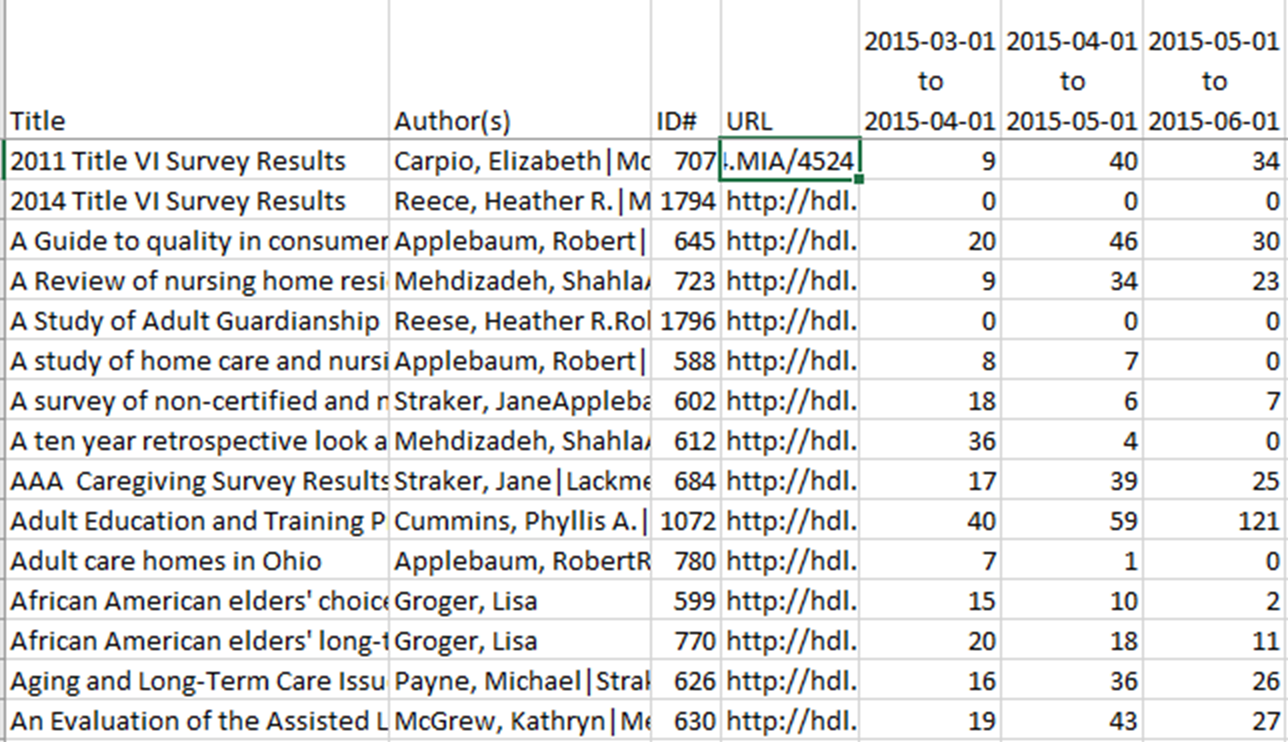 2015-03-01 2015-04-01 2015-05-01
to to to
Title Author(s) ID# URL 2015-04-01 2015-05-01 2015-06-01
2011 Title VI Survey Results Carpio, Elizabeth|Mc 707 .MIA/4524 9 40 34
2014 Title VI Survey Results Reece, Heather R.|M 1794 http://hdl. 0 0 0
A Guide to quality in consumer Applebaum, Robert| 645 http://hdl. 20 46 30
A Review of nursing home resi Mehdizadeh, Shahla 723 http://hdl. 9 34 23
A Study of Adult Guardianship Reese, Heather R.Rol 1796 http://hdl. 0 0 0
A study of home care and nursi Applebaum, Robert| 588 http://hdl. 8 7 0
A survey of non-certified and n Straker, JaneAppleba 602 http://hdl. 18 6 7
A ten year retrospective look a Mehdizadeh, Shahla 612 http://hdl. 36 4 0
AAA  Caregiving Survey Results Straker, Jane|Lackme 684 http://hdl. 17 39 25
Adult Education and Training P Cummins, Phyllis A.| 1072 http://hdl. 40 59 121
Adult care homes in Ohio Applebaum, RobertR 780 http://hdl. 7 1 0
African American elders' choice Groger, Lisa 599 http://hdl. 15 10 2
African American elders' long-t Groger, Lisa 770 http://hdl. 20 18 11
Aging and Long-Term Care Issu Payne, Michael|Stral 626 http://hdl. 16 36 26
An Evaluation of the Assisted L McGrew, Kathryn|Me 630 http://hdl. 19 43 27